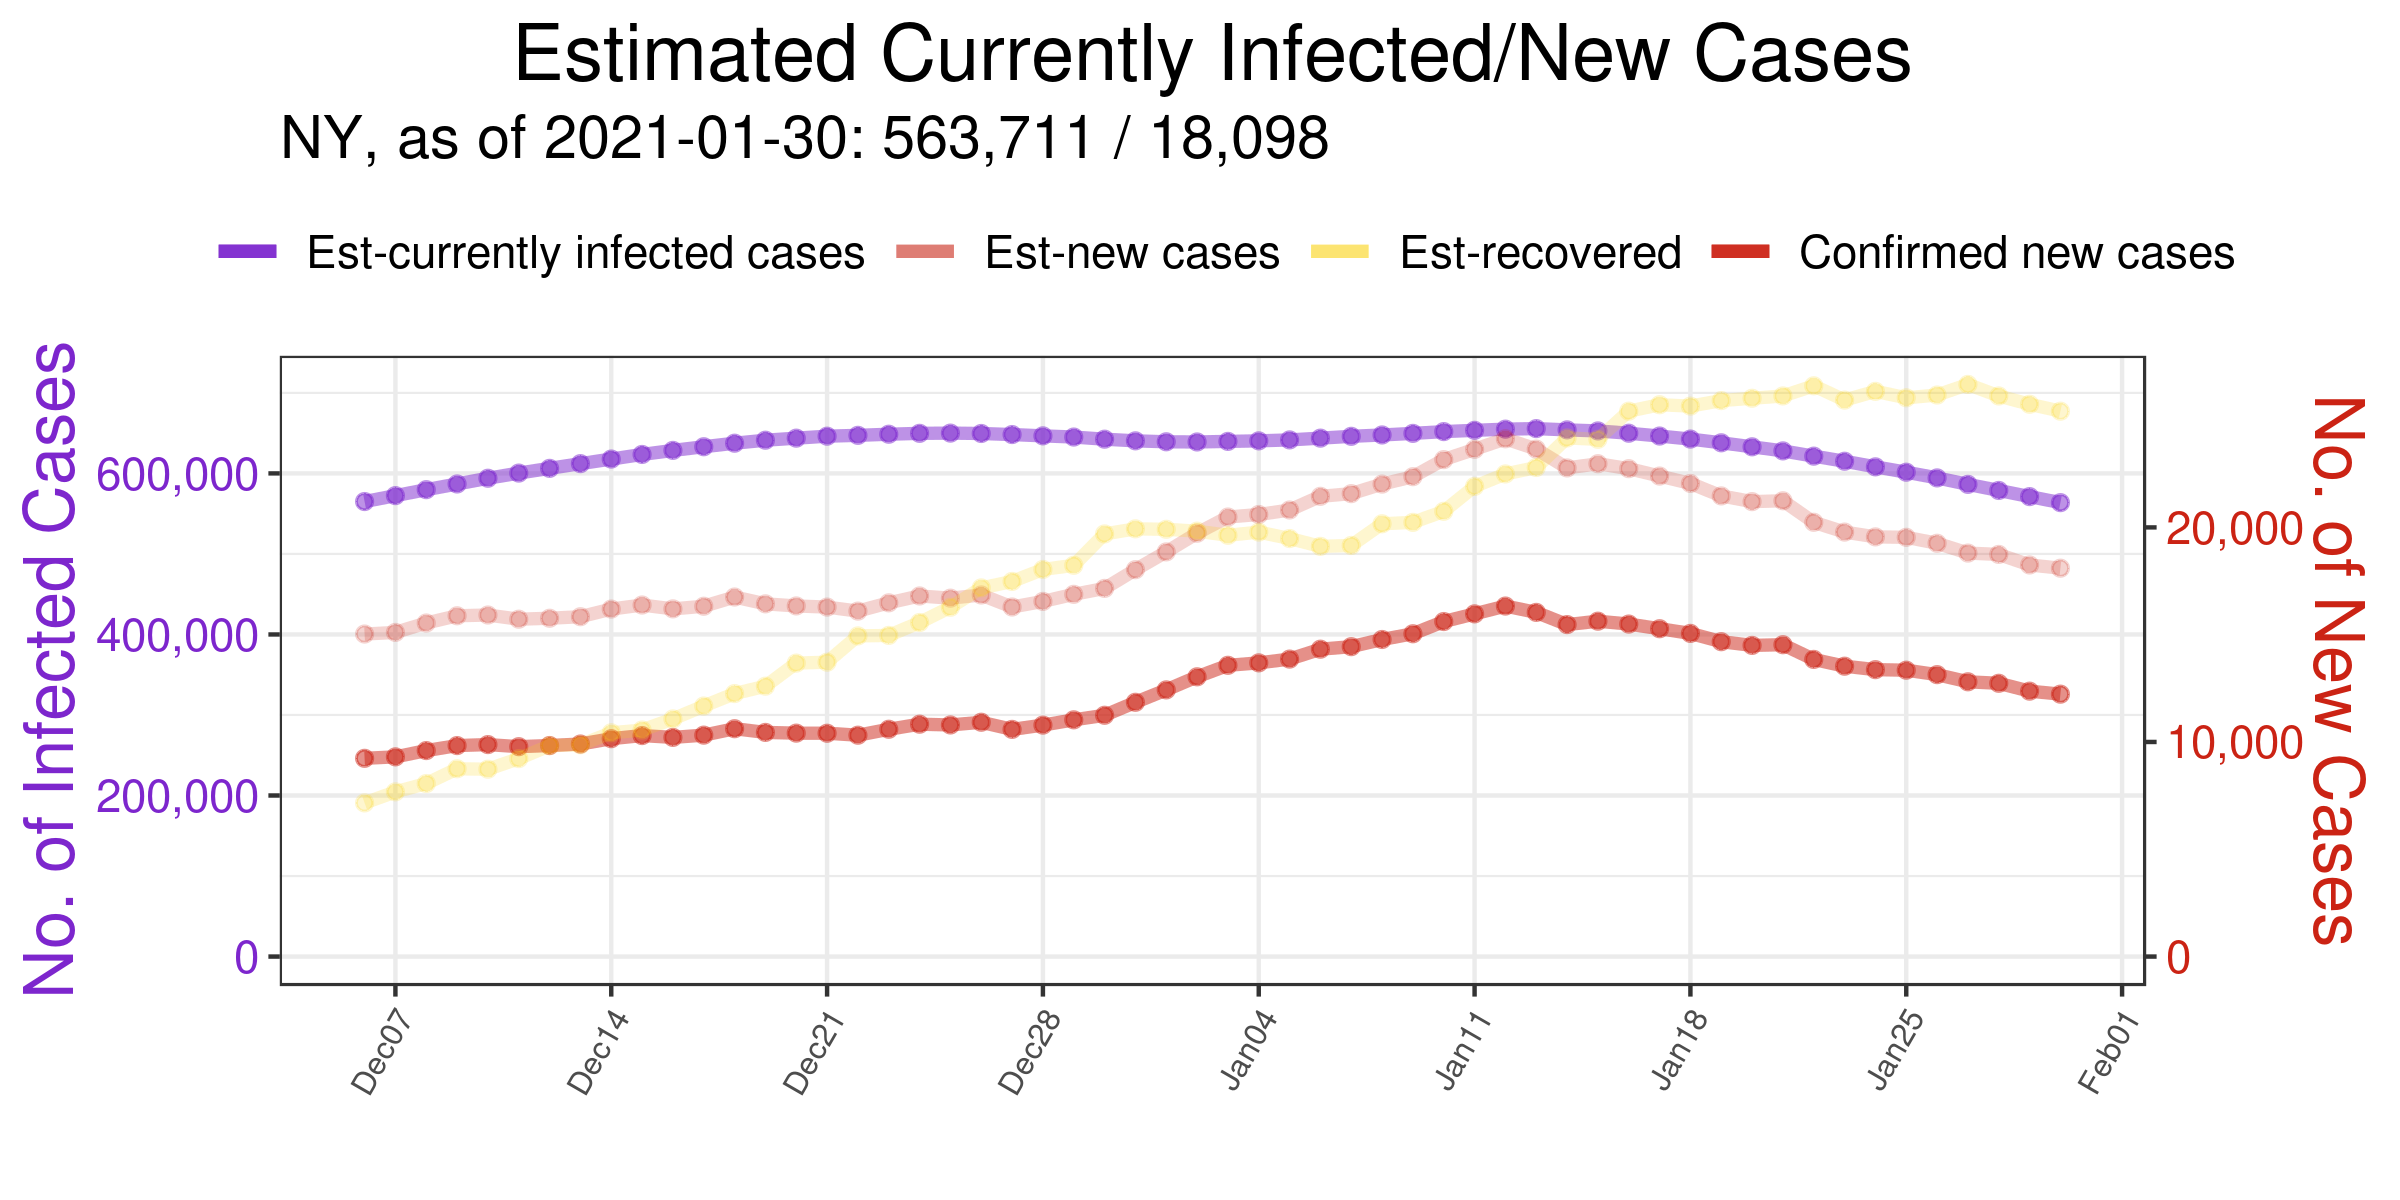 Estimated Currently Infected/New Cases
NY, as of 2021-01-30: 563,711 / 18,098
Est-currently infected cases
Est-new cases
Est-recovered
Confirmed new cases
No. of Infected Cases
600,000
400,000
200,000
0
No. of New Cases
20,000
10,000
0
Dec07
Dec14
Dec21
Dec28
Jan04
Jan11
Jan18
Jan25
Feb01